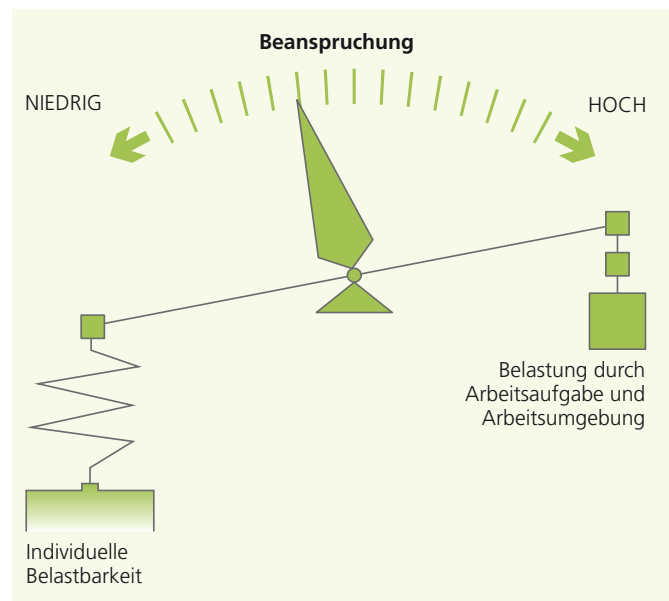 Beanspruchung
NIEDRIG
HOCH
Belastung durch
Arbeitsaufgabe und
Arbeitsumgebung
Individuelle
Belastbarkeit